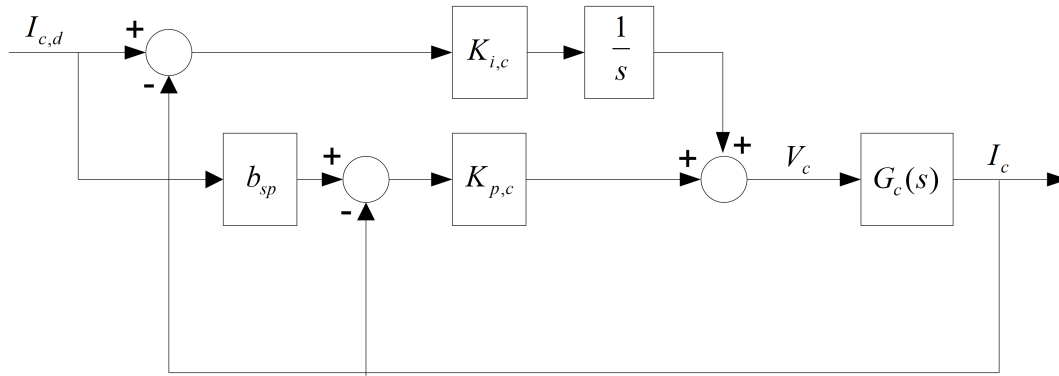 I_{c,d}
+
-
K_{i,c}
1
s
+
b_{sp}
+
-
K_{p,c}
+
V_c
G_c(s)
I_c